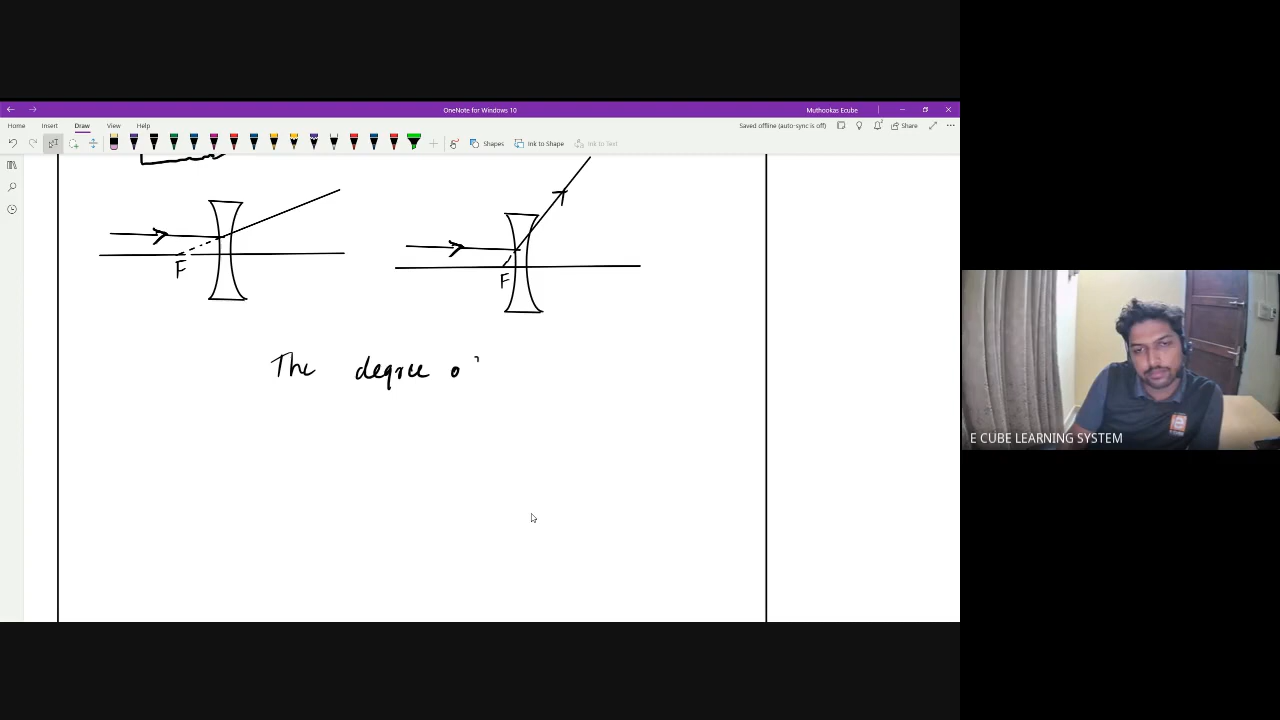 OneNote for Windows 10
Muthookas Ecube
Home Insert Draw View Help
Saved offline (auto-sync is off)
Share
Shapes
Ink to Shape
Ink to Text
F
F
The degree o
E CUBE LEARNING SYSTEM